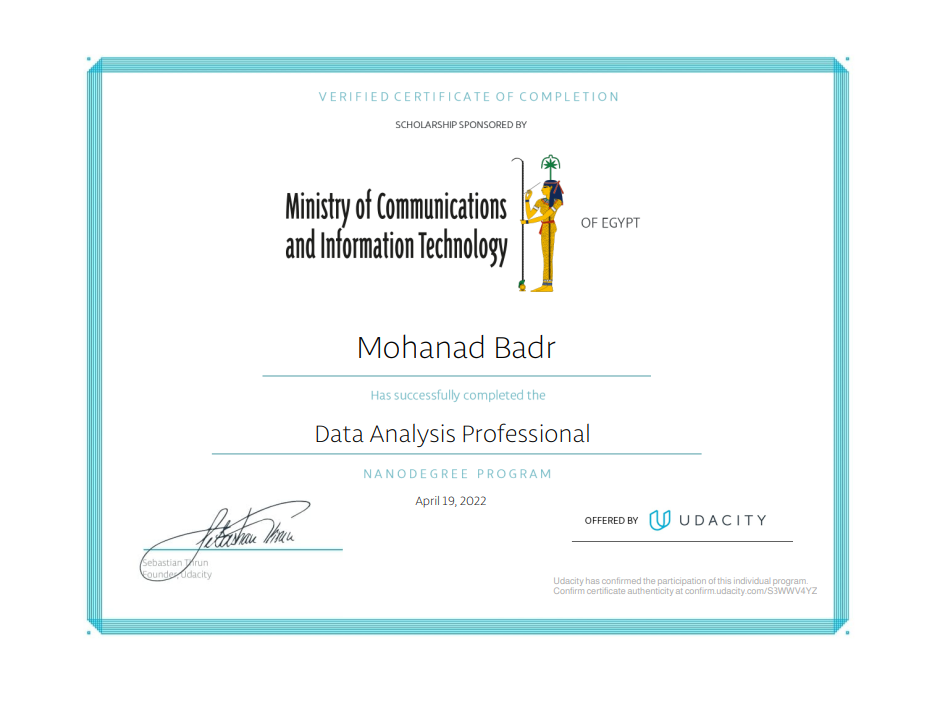 VERIFIED CERTIFICATE OF COMPLETION
SCHOLARSHIP SPONSORED BY
Ministry of Communications
and Information Technology
OF EGYPT
Mohanad Badr
Has successfully completed the
Data Analysis Professional
NANODEGREE PROGRAM
April 19, 2022
OFFERED BY UDACITY
Sebastian Thrun
Sebastian Thrun
Founder, Udacity
Udacity has confirmed the participation of this individual program.
Confirm certificate authenticity at confirm.udacity.com/S3WWV4YZ